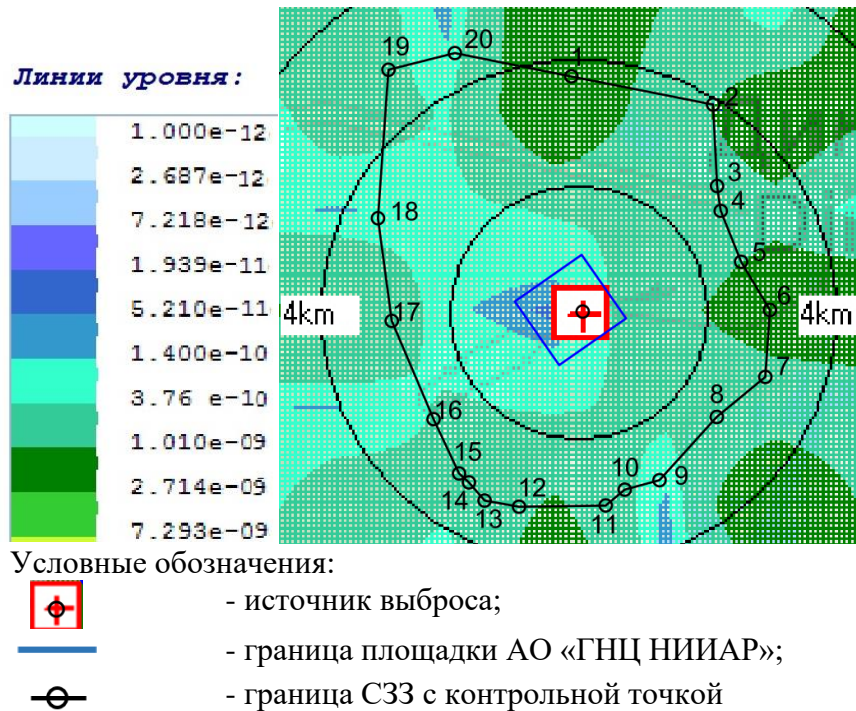 Линии уровня:
1.000e-12
2.687e-12
7.218e-12
1.939e-11
5.210e-11
1.400e-10
3.76 e-10
1.010e-09
2.714e-09
7.293e-09
19
20
1
2
3
4
18
5
4km
17
6
4km
7
16
8
15
14
13
12
11
10
9
Условные обозначения:
- источник выброса;
- граница площадки АО «ГНЦ НИИАР»;
- граница СЗЗ с контрольной точкой